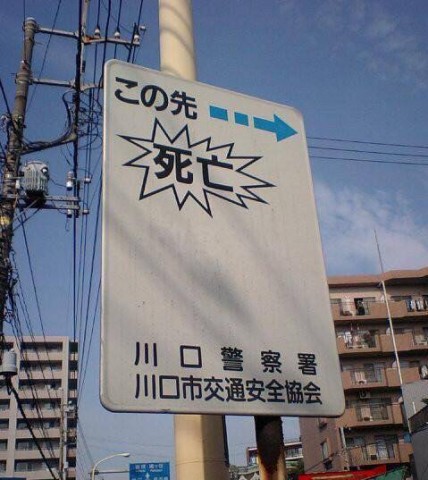 この先
死亡
川口警察署
川口市交通安全協会